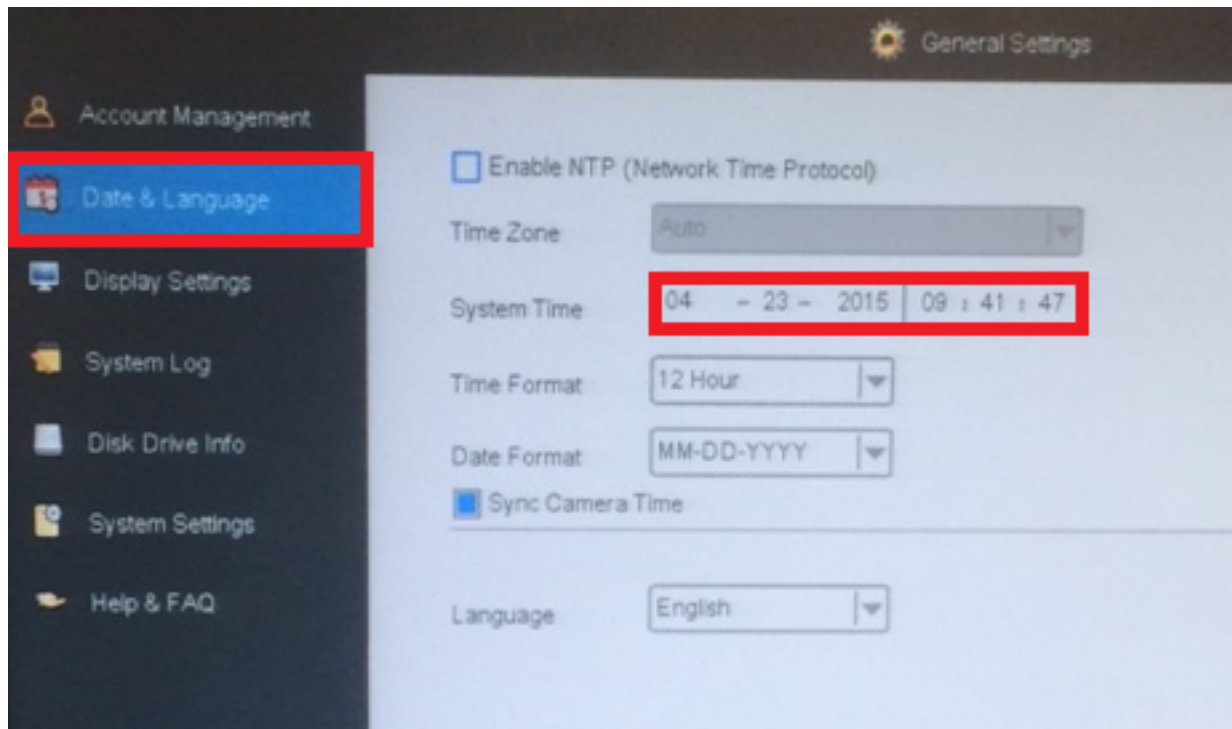 General Settings
Account Management
Date & Language
Display Settings
System Log
Disk Drive Info
System Settings
Help & FAQ
Enable NTP (Network Time Protocol)
Time Zone Auto
System Time 04 - 23 - 2015 09 : 41 : 47
Time Format 12 Hour
Date Format MM-DD-YYYY
Sync Camera Time
Language English